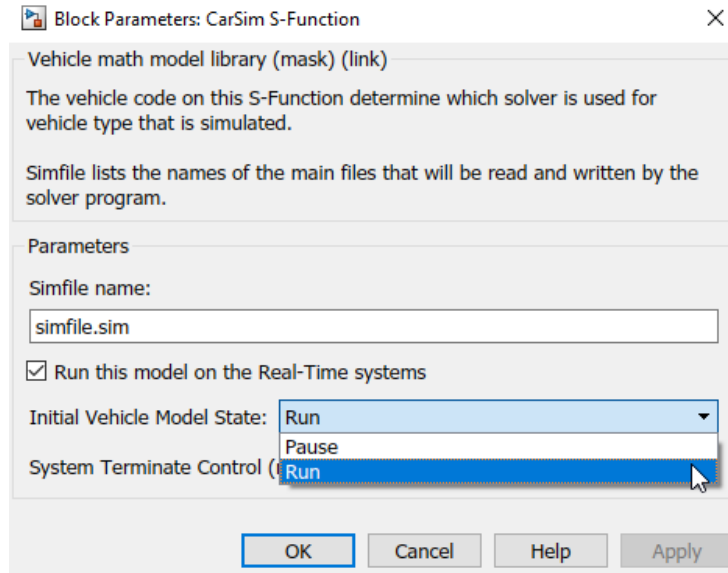 Block Parameters: CarSim S-Function
Vehicle math model library (mask) (link)
The vehicle code on this S-Function determine which solver is used for
vehicle type that is simulated.
Simfile lists the names of the main files that will be read and written by the
solver program.
Parameters
Simfile name:
simfile.sim
Run this model on the Real-Time systems
Initial Vehicle Model State: Run
Pause
System Terminate Control (
Run
OK Cancel Help Apply